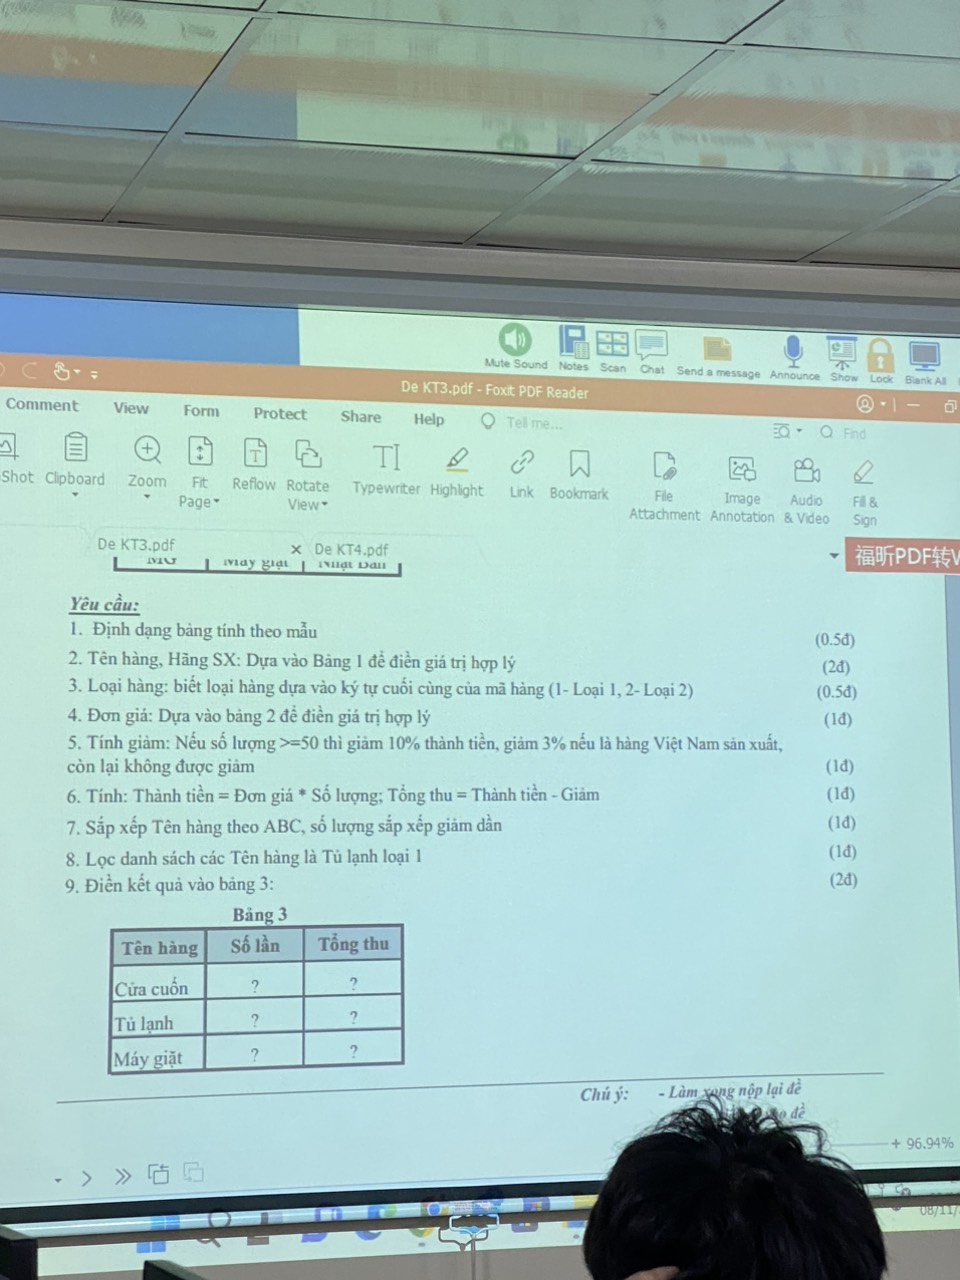 Mute Sound Notes Scan Chat Send a message Announce Show Lock Blank All
De KT3.pdf - Foxit PDF Reader
Comment View Form Protect Share Help Tell me... Find
Shot Clipboard Zoom Fit Page Reflow Rotate View Typewriter Highlight Link Bookmark File Attachment Image Annotation Audio & Video Fill & Sign
De KT3.pdf × De KT4.pdf
福昕PDF转
MG Máy giặt Nhật Bản
Yêu cầu:
1. Định dạng bảng tính theo mẫu (0.5đ)
2. Tên hàng, Hãng SX: Dựa vào Bảng 1 để điền giá trị hợp lý (2đ)
3. Loại hàng: biết loại hàng dựa vào ký tự cuối cùng của mã hàng (1- Loại 1, 2- Loại 2) (0.5đ)
4. Đơn giá: Dựa vào bảng 2 để điền giá trị hợp lý (1đ)
5. Tính giảm: Nếu số lượng >=50 thì giảm 10% thành tiền, giảm 3% nếu là hàng Việt Nam sản xuất,
còn lại không được giảm (1đ)
6. Tính: Thành tiền = Đơn giá * Số lượng; Tổng thu = Thành tiền - Giảm (1đ)
7. Sắp xếp Tên hàng theo ABC, số lượng sắp xếp giảm dần (1đ)
8. Lọc danh sách các Tên hàng là Tủ lạnh loại 1 (1đ)
9. Điền kết quả vào bảng 3: (2đ)
Bảng 3
Tên hàng Số lần Tổng thu
Cửa cuốn ? ?
Tủ lạnh ? ?
Máy giặt ? ?
Chú ý: - Làm xong nộp lại đề
đề
+ 96.94%
08/11/